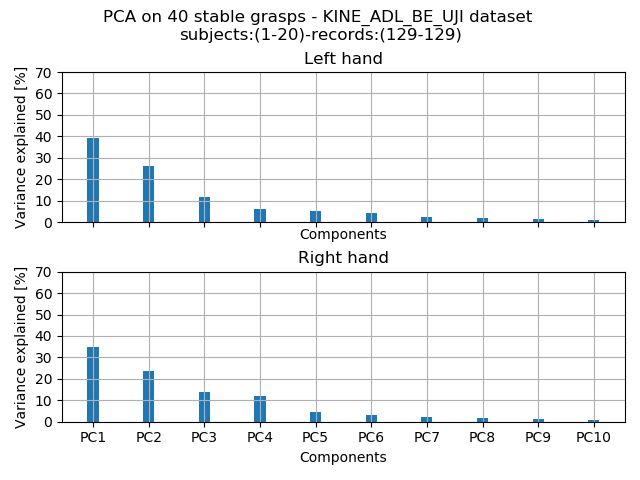 PCA on 40 stable grasps - KINE_ADL_BE_UJI dataset
subjects:(1-20)-records:(129-129)
Left hand
Variance explained [%]
70
60
50
40
30
20
10
0
Components
Right hand
Variance explained [%]
70
60
50
40
30
20
10
0
PC1 PC2 PC3 PC4 PC5 PC6 PC7 PC8 PC9 PC10
Components